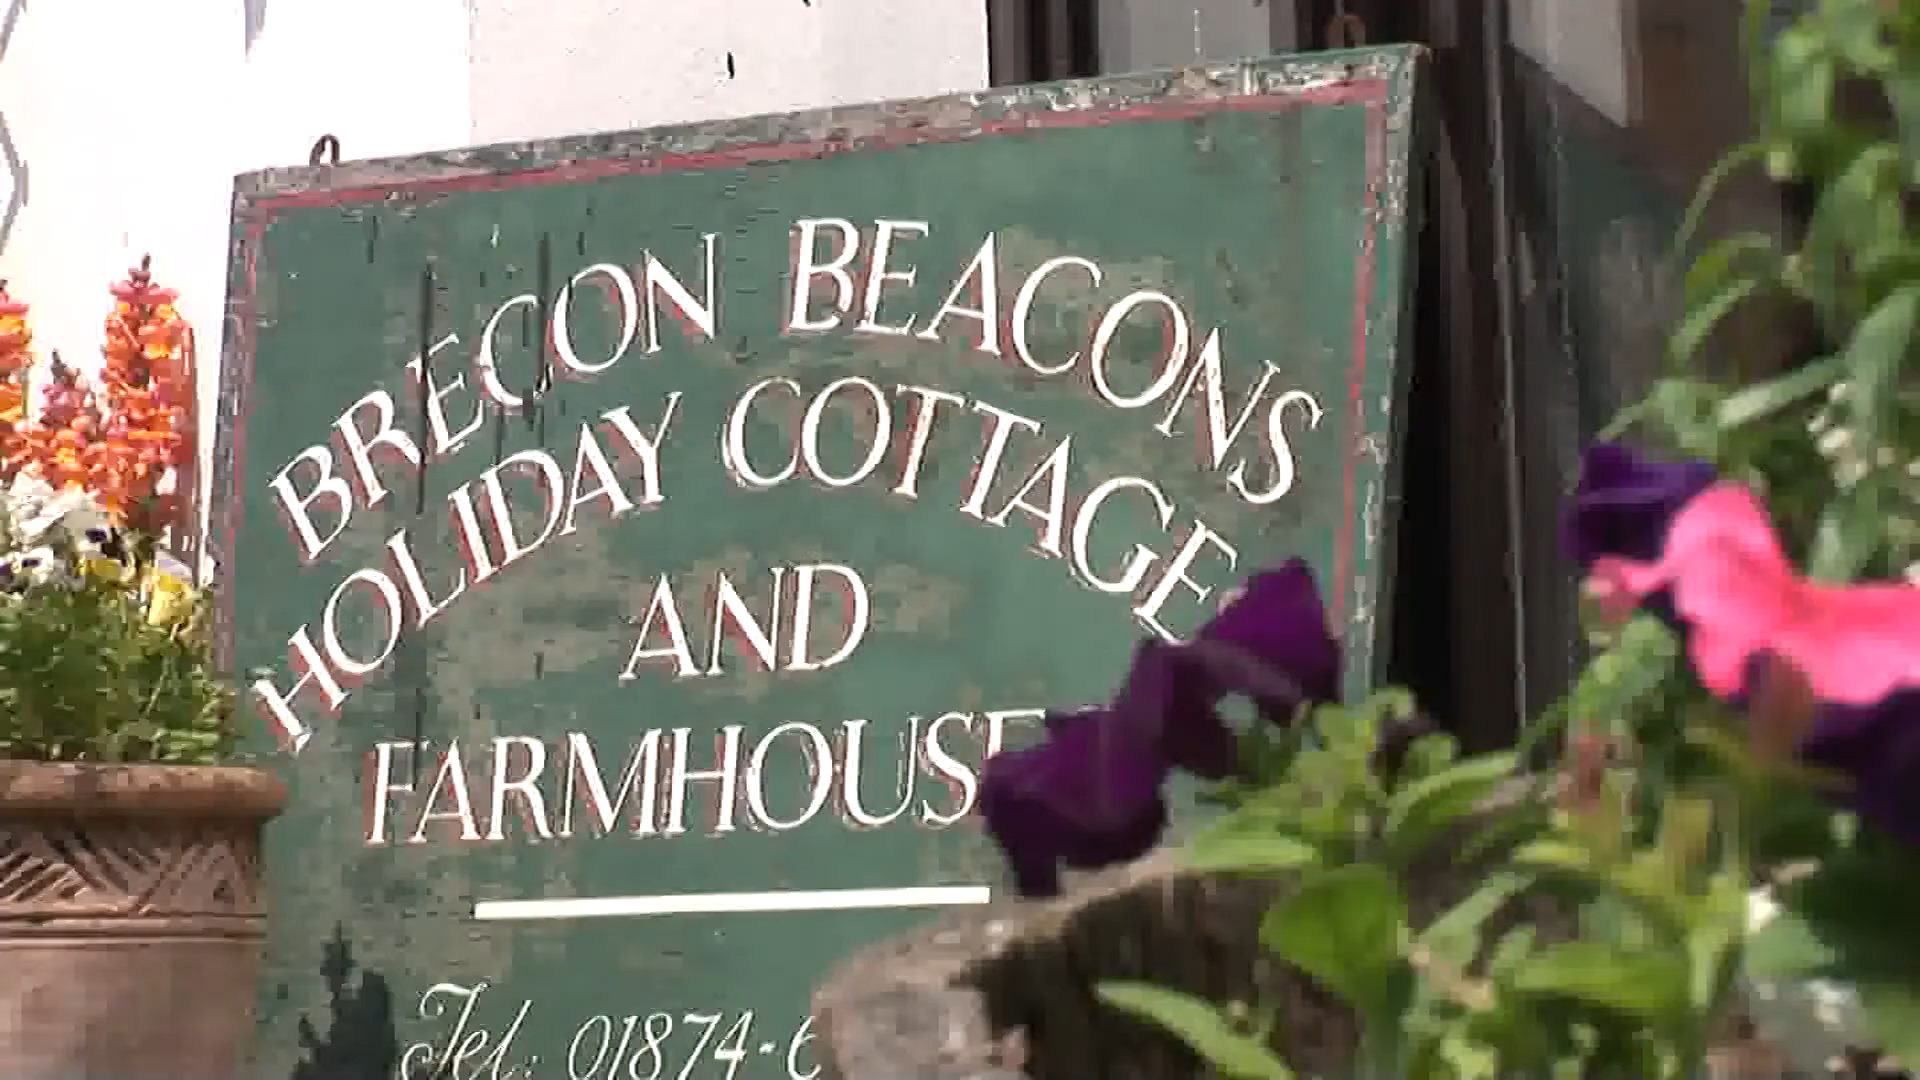 BRECON BEACONS
HOLIDAY COTTAGE
AND
FARMHOUSE
Tel: 01874-6